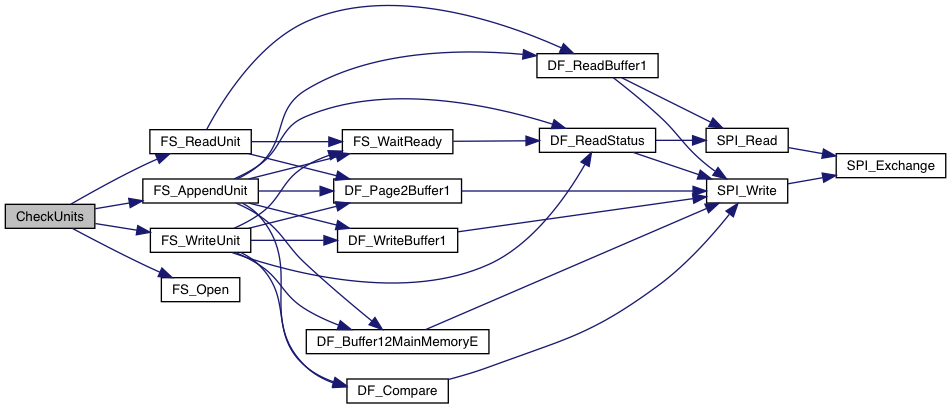 CheckUnits
FS_ReadUnit
FS_AppendUnit
FS_WriteUnit
FS_Open
FS_WaitReady
DF_Page2Buffer1
DF_WriteBuffer1
DF_Buffer12MainMemoryE
DF_Compare
DF_ReadBuffer1
DF_ReadStatus
SPI_Read
SPI_Write
SPI_Exchange